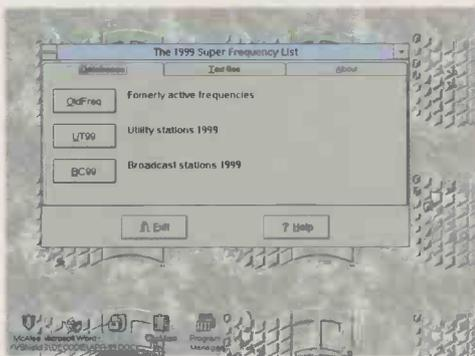 The 1999 Super Frequency List
Databases Text files About
OldFreq Formerly active frequencies
UT99 Utility stations 1999
BC99 Broadcast stations 1999
Exit ? Help
McAfee Microsoft Word - Program
Manager